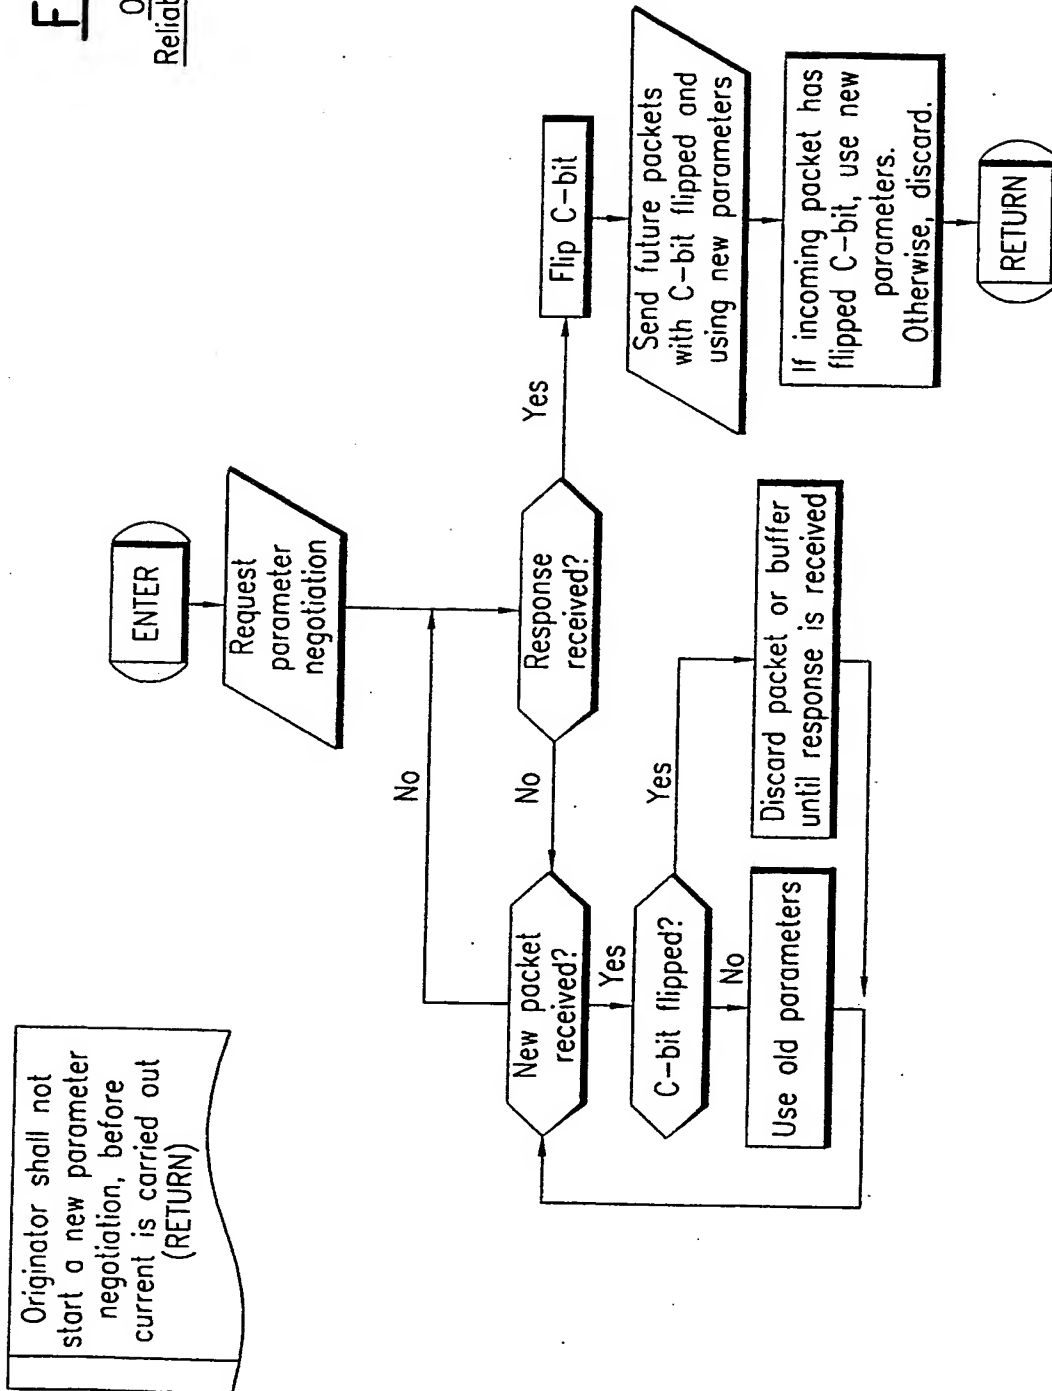 F
O
Reliab
Originator shall not
start a new parameter
negotiation, before
current is carried out
(RETURN)
ENTER
Request
parameter
negotiation
No
Response
received?
No
Yes
New packet
received?
Yes
C-bit flipped?
Yes
No
Use old parameters
Discard packet or buffer
until response is received
Flip C-bit
Send future packets
with C-bit flipped and
using new parameters
If incoming packet has
flipped C-bit, use new
parameters.
Otherwise, discard.
RETURN